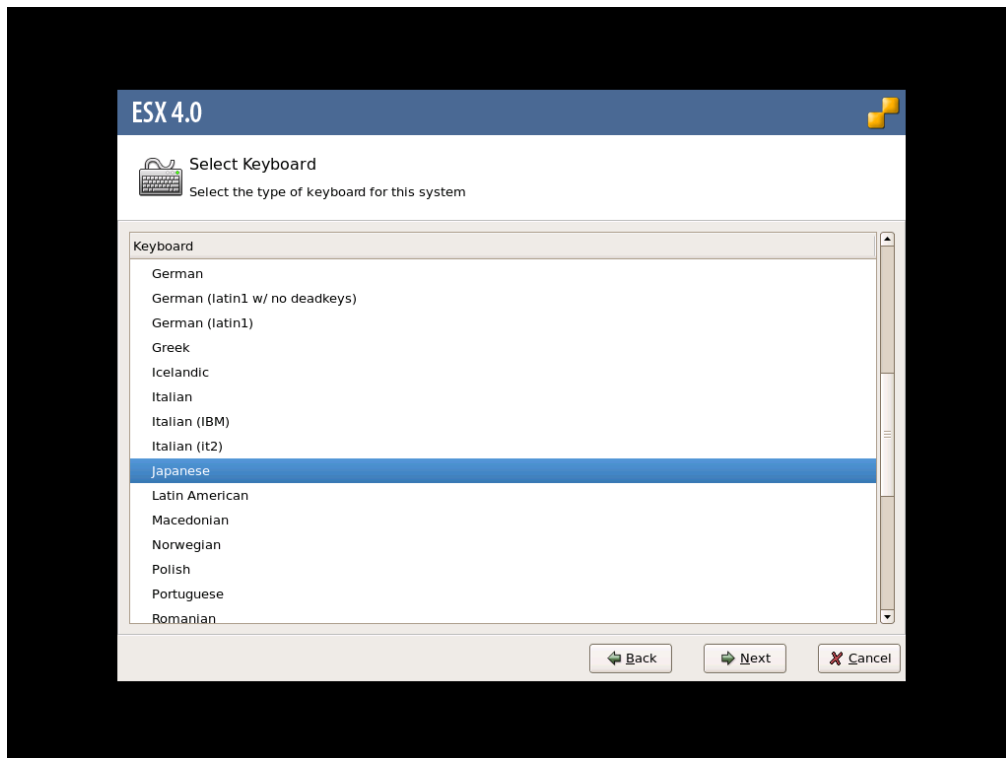 ESX 4.0
Select Keyboard
Select the type of keyboard for this system
Keyboard
German
German (latin1 w/ no deadkeys)
German (latin1)
Greek
Icelandic
Italian
Italian (IBM)
Italian (it2)
Japanese
Latin American
Macedonian
Norwegian
Polish
Portuguese
Romanian
Back Next Cancel